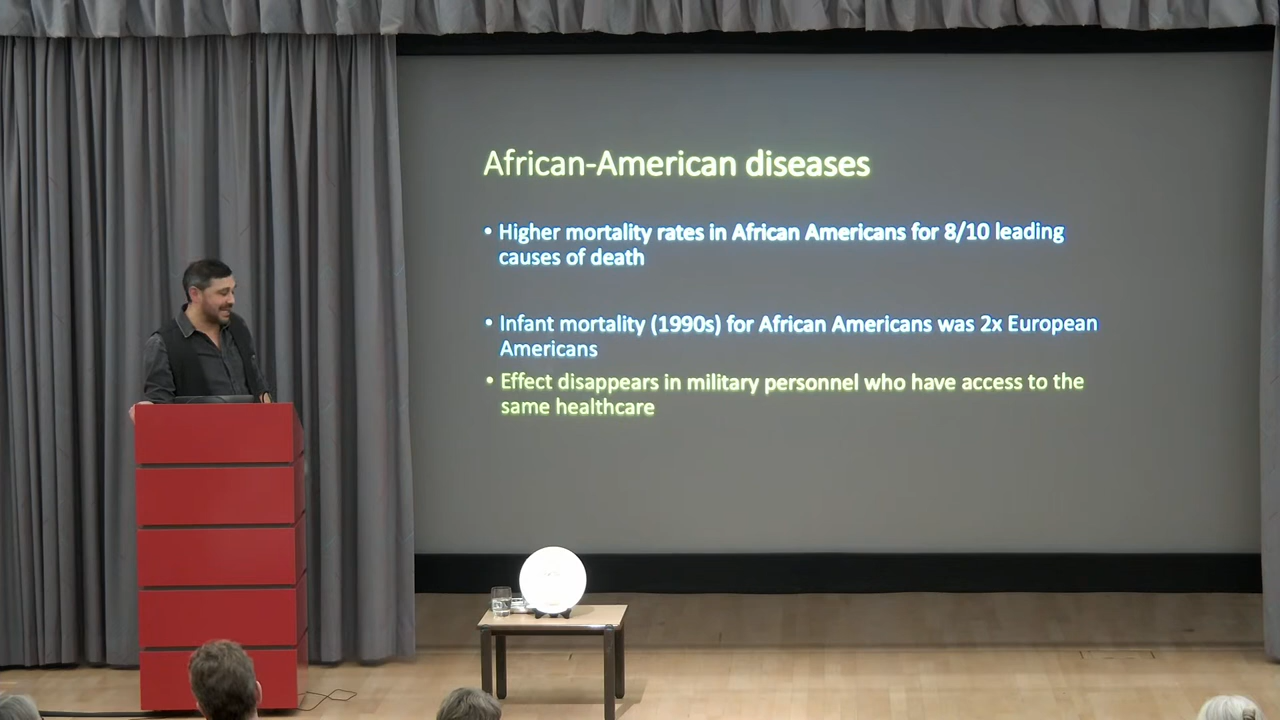 African-American diseases
• Higher mortality rates in African Americans for 8/10 leading
causes of death
• Infant mortality (1990s) for African Americans was 2x European
Americans
• Effect disappears in military personnel who have access to the
same healthcare